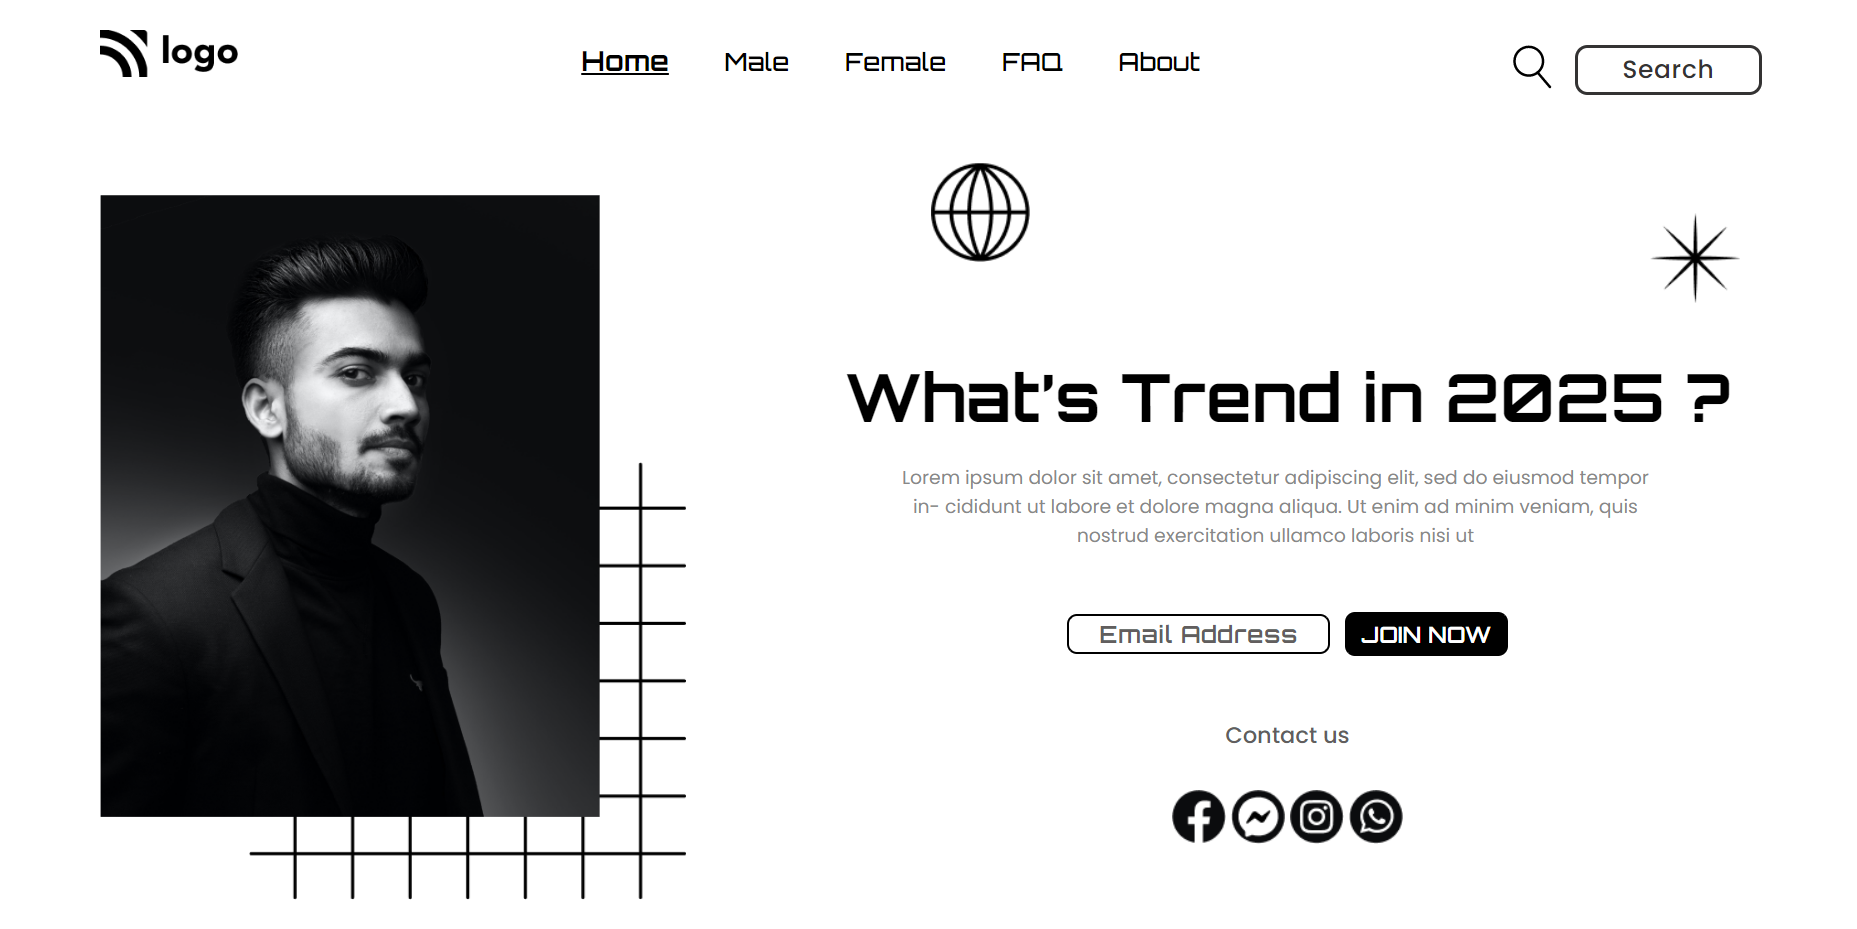 logo
Home Male Female FAQ About
Search
What's Trend in 2025 ?
Lorem ipsum dolor sit amet, consectetur adipiscing elit, sed do eiusmod tempor
in- cididunt ut labore et dolore magna aliqua. Ut enim ad minim veniam, quis
nostrud exercitation ullamco laboris nisi ut
Email Address JOIN NOW
Contact us